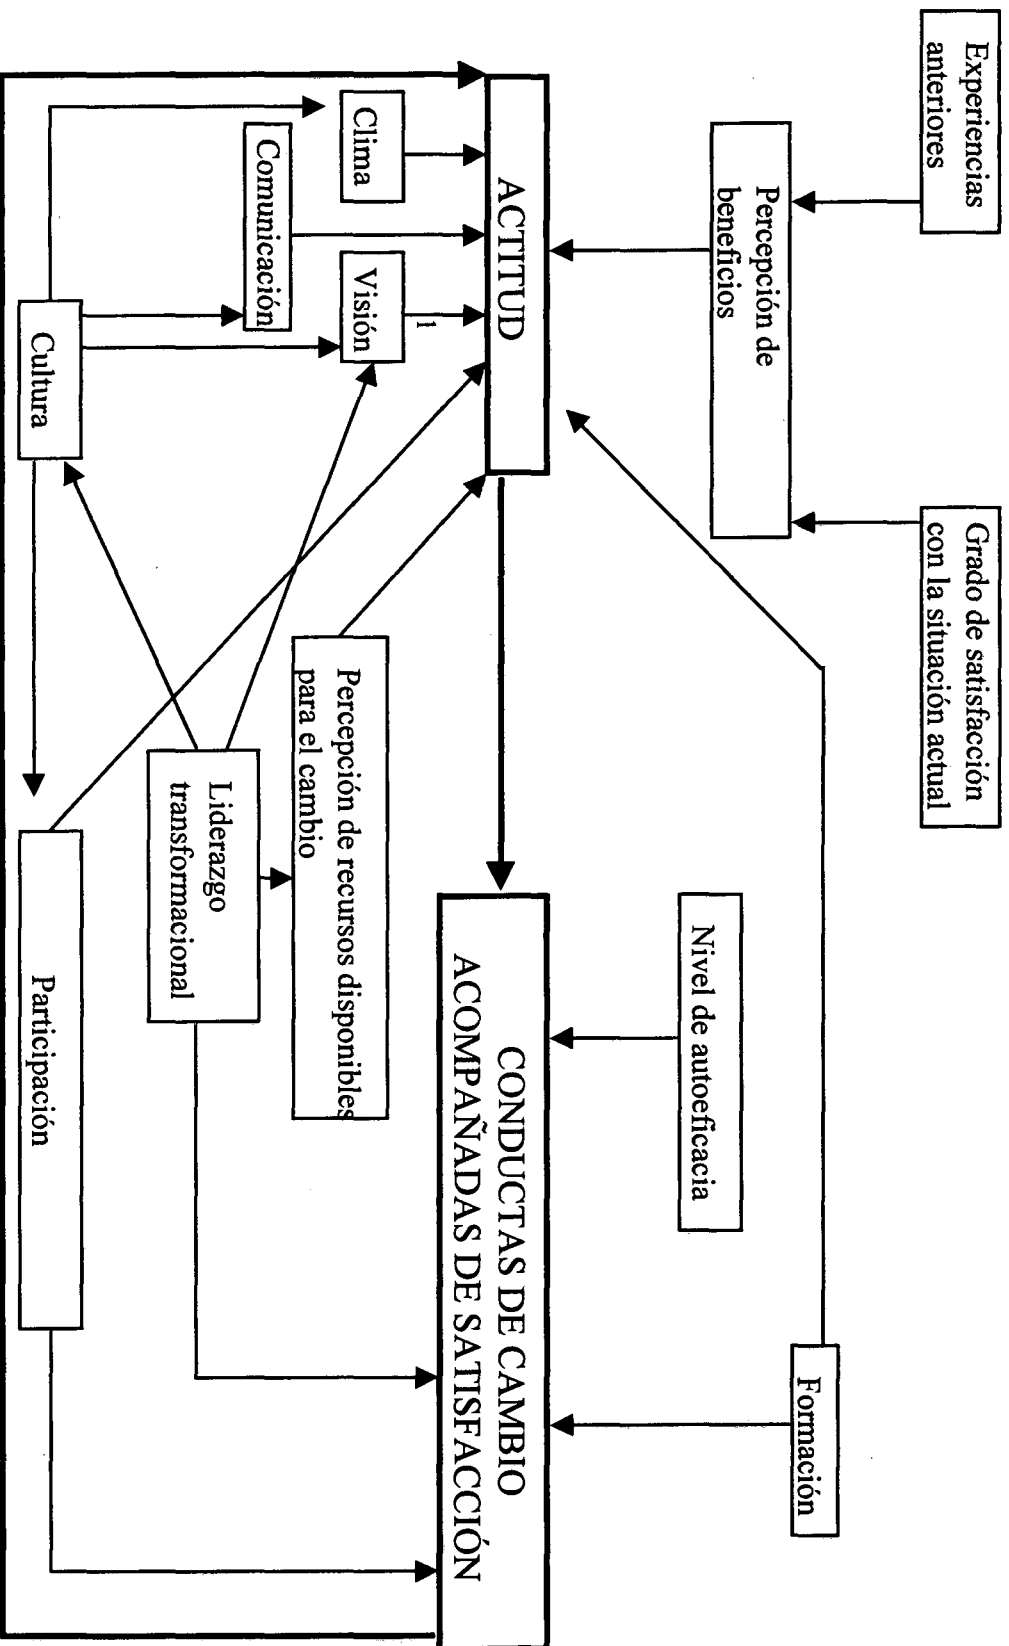 Experiencias
anteriores
Grado de satisfacción
con la situación actual
Percepción de
beneficios
Formación
Nivel de autoeficacia
ACTITUD
CONDUCTAS DE CAMBIO
ACOMPAÑADAS DE SATISFACCIÓN
1
Clima
Visión
Percepción de recursos disponibles
para el cambio
Comunicación
Liderazgo
transformacional
Cultura
Participación